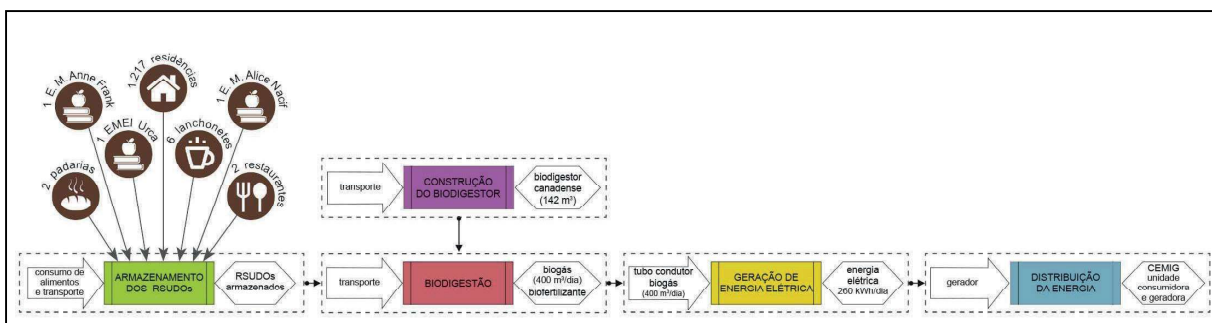 1 E. M. Anne Frank
1.217 residências
1 E. M. Alice Nacif
1 EMEI Urca
6 lanchonetes
2 padarias
2 restaurantes
transporte
CONSTRUÇÃO
DO BIODIGESTOR
biodigestor
canadense
(142 m³)
consumo de
alimentos
e transporte
ARMAZENAMENTO
DOS RSUDOs
RSUDOs
armazenados
transporte
BIODIGESTÃO
biogás
(400 m³/dia)
biofertilizante
tubo condutor
biogás
(400 m³/dia)
GERAÇÃO DE
ENERGIA ELÉTRICA
energia
elétrica
260 kWh/dia
gerador
DISTRIBUIÇÃO
DA ENERGIA
CEMIG
unidade
consumidora
e geradora